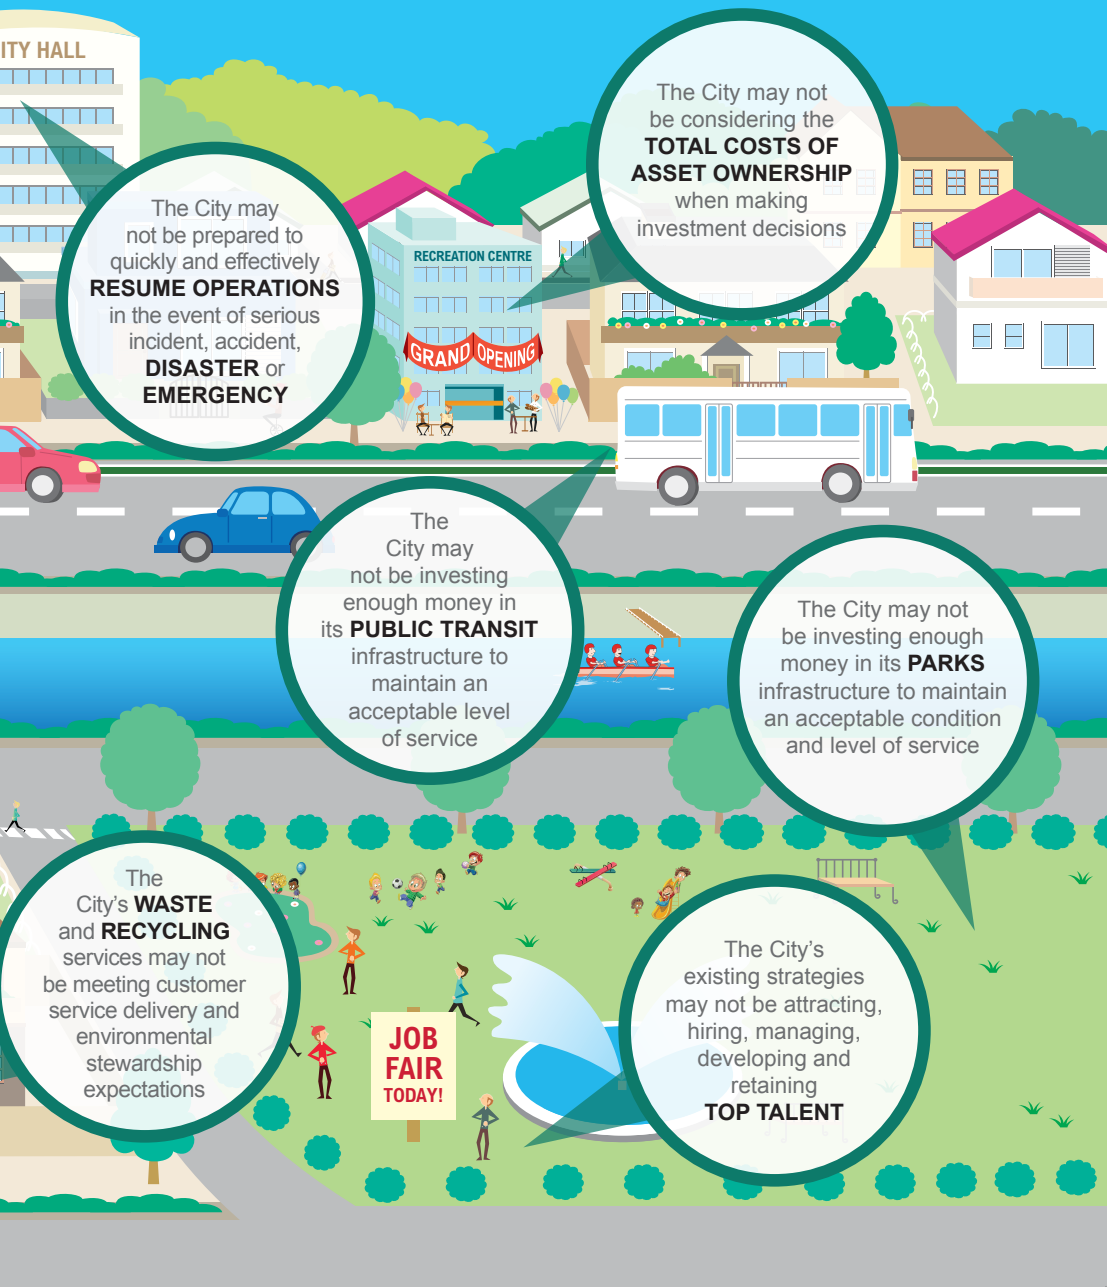 ITY HALL
The City may
not be prepared to
quickly and effectively
RESUME OPERATIONS
in the event of serious
incident, accident,
DISASTER or
EMERGENCY
The City may not
be considering the
TOTAL COSTS OF
ASSET OWNERSHIP
when making
investment decisions
RECREATION CENTRE
GRAND OPENING
The
City may
not be investing
enough money in
its PUBLIC TRANSIT
infrastructure to
maintain an
acceptable level
of service
The City may not
be investing enough
money in its PARKS
infrastructure to maintain
an acceptable condition
and level of service
The
City's WASTE
and RECYCLING
services may not
be meeting customer
service delivery and
environmental
stewardship
expectations
JOB
FAIR
TODAY!
The City's
existing strategies
may not be attracting,
hiring, managing,
developing and
retaining
TOP TALENT